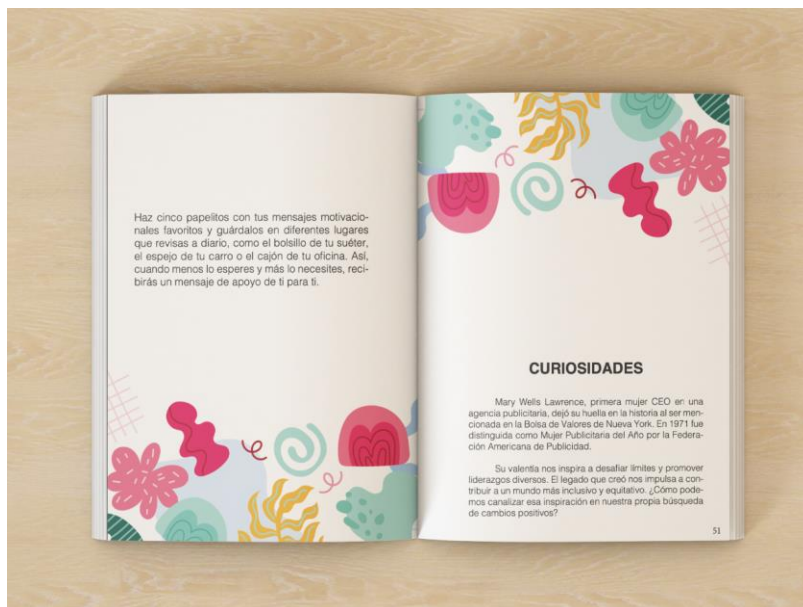 Haz cinco papelitos con tus mensajes motivacio-
nales favoritos y guárdalos en diferentes lugares
que revisas a diario, como el bolsillo de tu suéter,
el espejo de tu carro o el cajón de tu oficina. Así,
cuando menos lo esperes y más lo necesites, reci-
birás un mensaje de apoyo de ti para ti.
CURIOSIDADES
Mary Wells Lawrence, primera mujer CEO en una
agencia publicitaria, dejó su huella en la historia al ser men-
cionada en la Bolsa de Valores de Nueva York. En 1971 fue
distinguida como Mujer Publicitaria del Año por la Federa-
ción Americana de Publicidad.
Su valentía nos inspira a desafiar límites y promover
liderazgos diversos. El legado que creó nos impulsa a con-
tribuir a un mundo más inclusivo y equitativo. ¿Cómo pode-
mos canalizar esa inspiración en nuestra propia búsqueda
de cambios positivos?
51